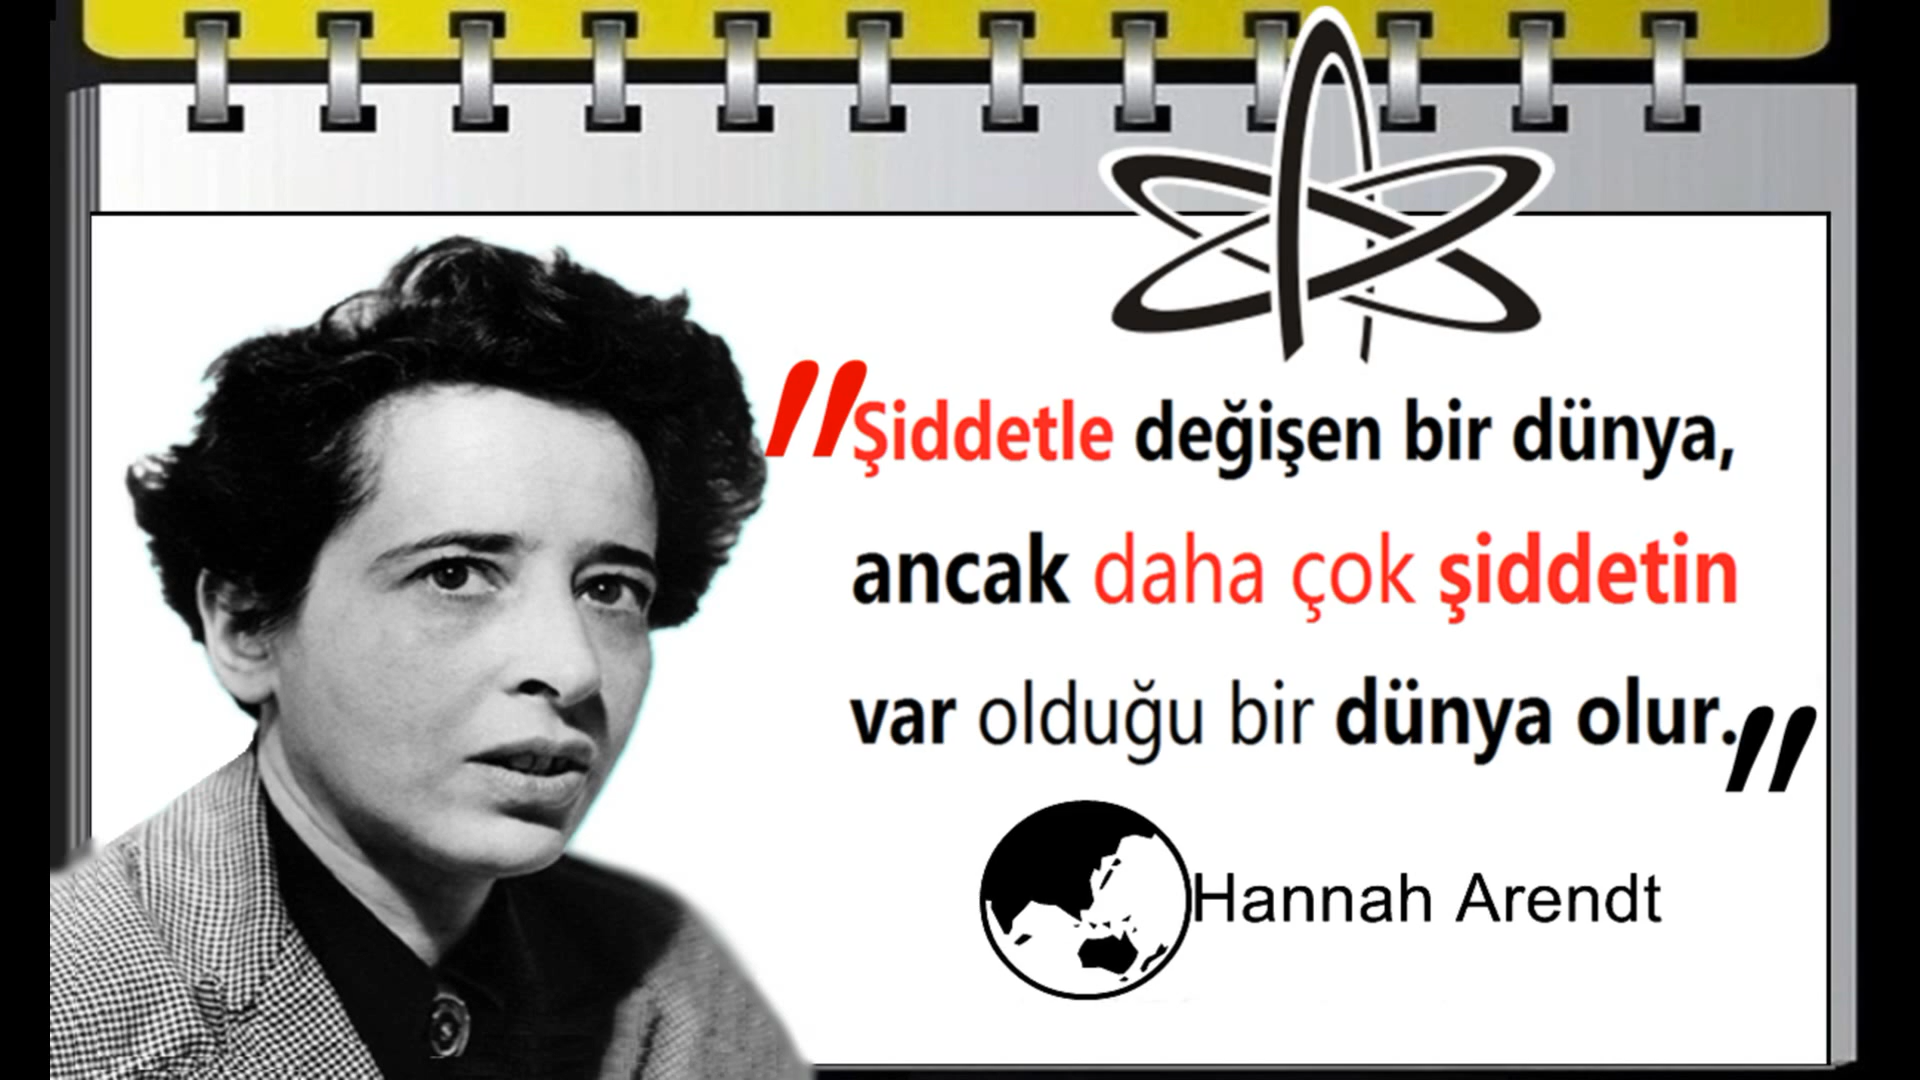 "Şiddetle değişen bir dünya,
ancak daha çok şiddetin
var olduğu bir dünya olur."
Hannah Arendt